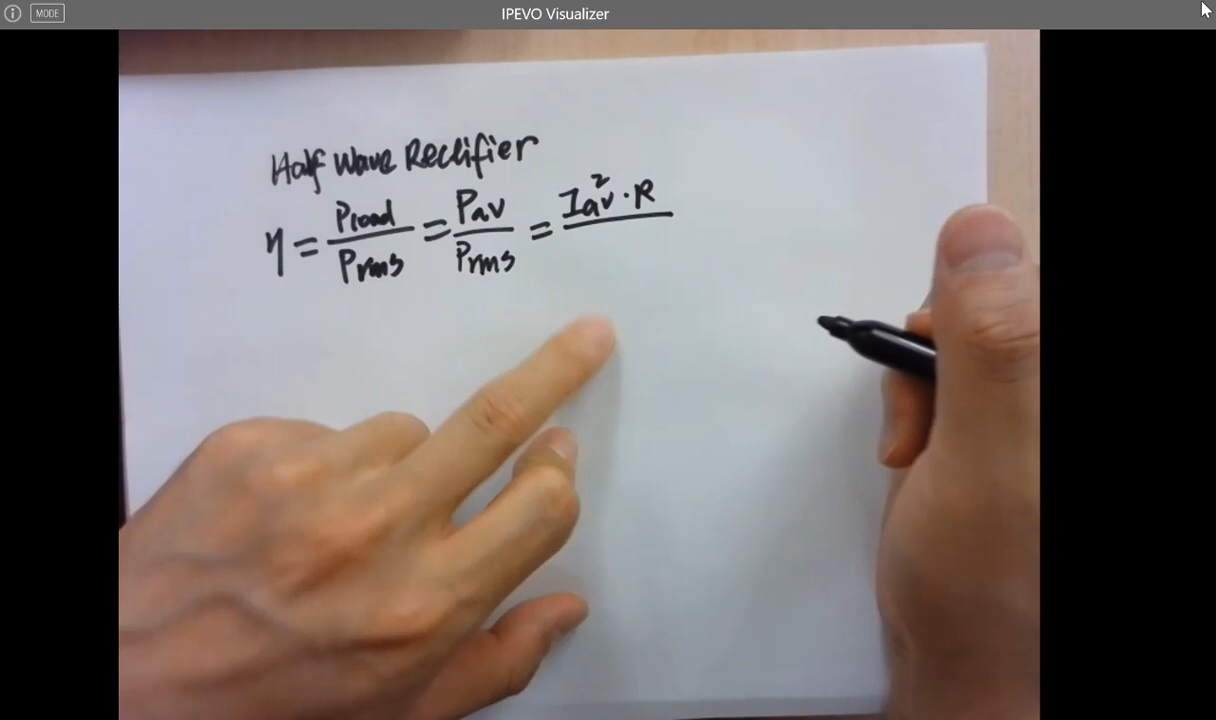 MODE
IPEVO Visualizer
Half Wave Rectifier
η = Pload / Prms = Pav / Prms = Iav² · R